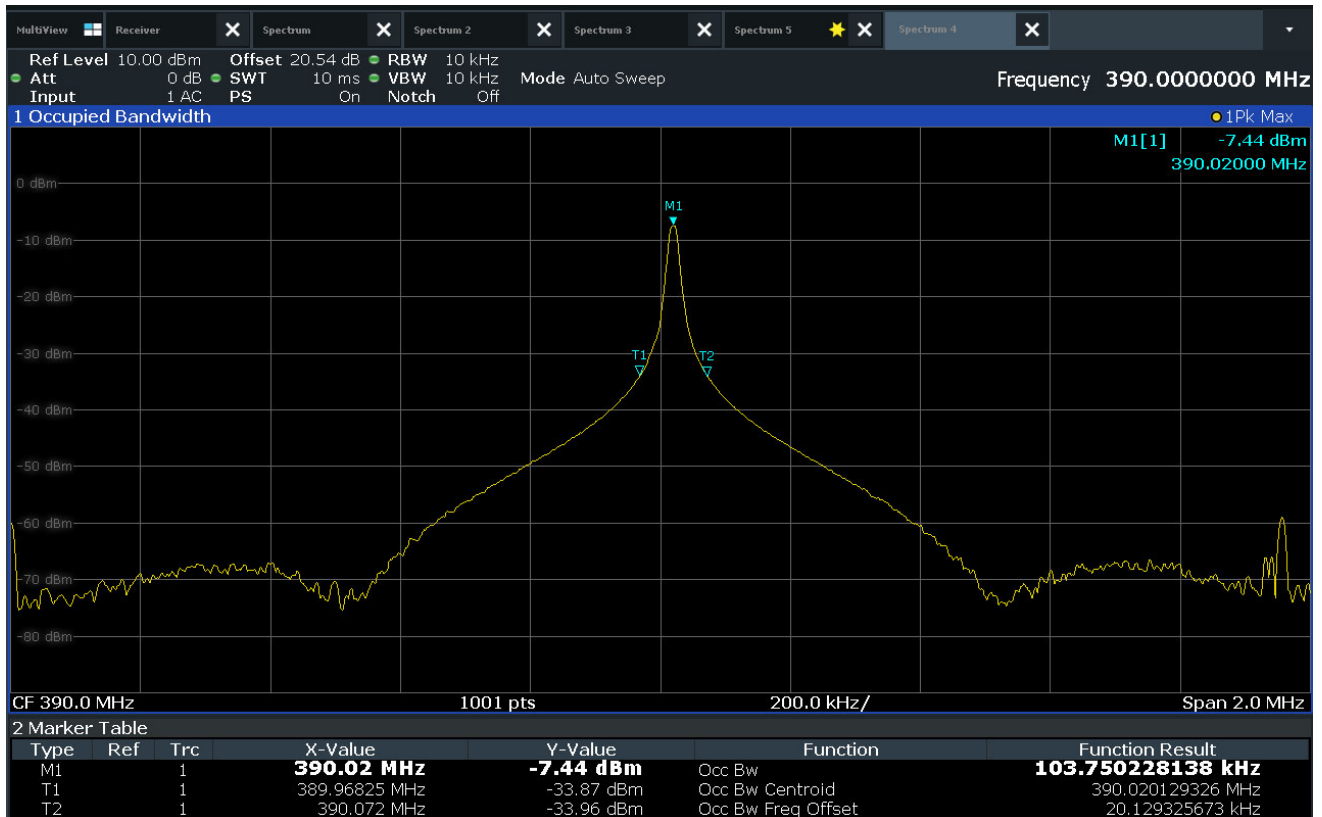 MultiView Receiver Spectrum Spectrum 2 Spectrum 3 Spectrum 5 Spectrum 4
Ref Level 10.00 dBm Offset 20.54 dB RBW 10 kHz
Att 0 dB SWT 10 ms VBW 10 kHz Mode Auto Sweep
Input 1 AC PS On Notch Off
Frequency 390.0000000 MHz
1 Occupied Bandwidth 1Pk Max
M1[1] -7.44 dBm
390.02000 MHz
0 dBm
M1
-10 dBm
-20 dBm
-30 dBm
T1 T2
-40 dBm
-50 dBm
-60 dBm
-70 dBm
-80 dBm
CF 390.0 MHz 1001 pts 200.0 kHz/ Span 2.0 MHz
2 Marker Table
Type Ref Trc X-Value Y-Value Function Function Result
M1 1 390.02 MHz -7.44 dBm Occ Bw 103.750228138 kHz
T1 1 389.96825 MHz -33.87 dBm Occ Bw Centroid 390.020129326 MHz
T2 1 390.072 MHz -33.96 dBm Occ Bw Freq Offset 20.129325673 kHz